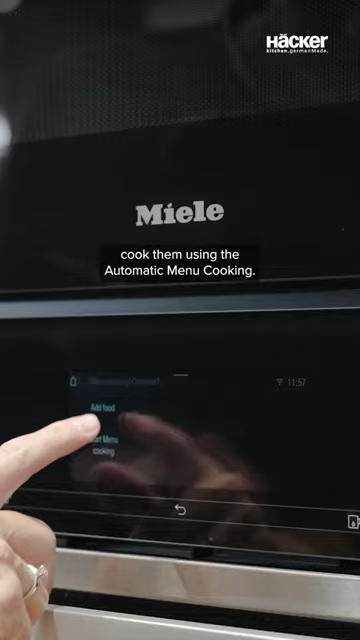 HÄCKER
kitchen.germanMade.
Miele
cook them using the
Automatic Menu Cooking.
11:57
Add food
Menu
cooking